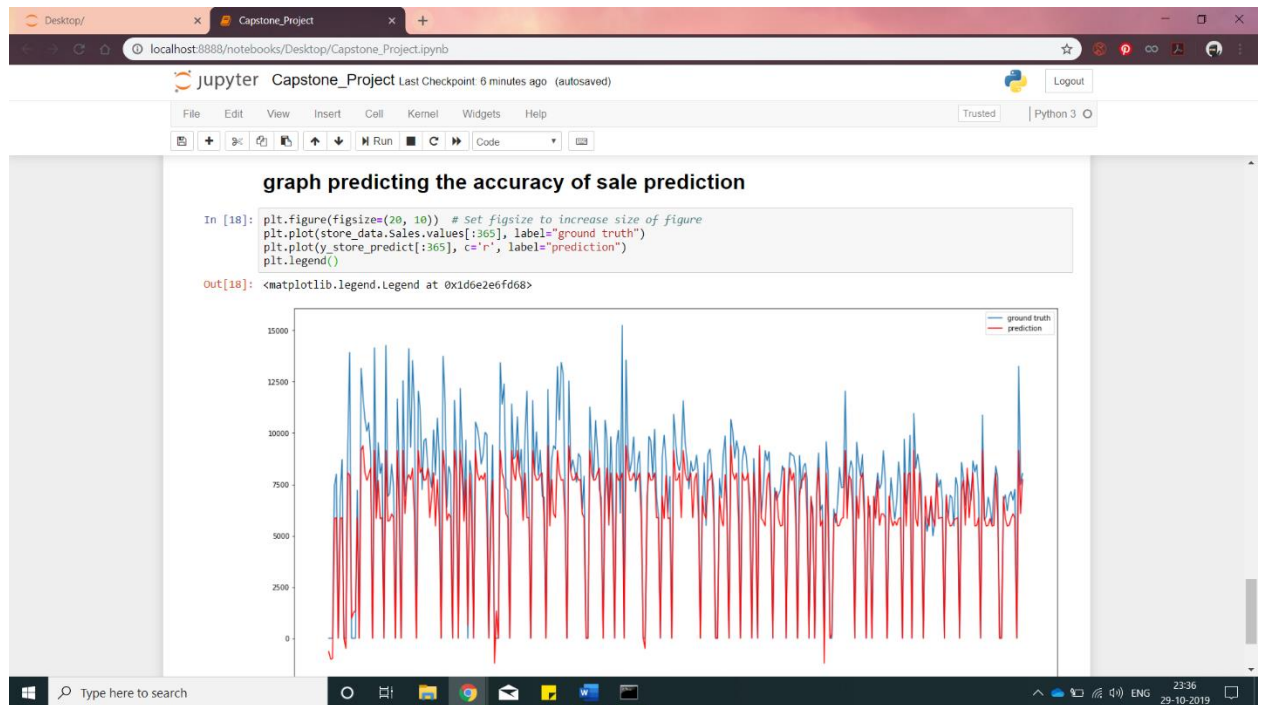 Desktop/
Capstone_Project
localhost:8888/notebooks/Desktop/Capstone_Project.ipynb
jupyter Capstone_Project Last Checkpoint: 6 minutes ago (autosaved)
Logout
File Edit View Insert Cell Kernel Widgets Help
Trusted
Python 3
Run
Code
graph predicting the accuracy of sale prediction
In [18]: plt.figure(figsize=(20, 10)) # Set figsize to increase size of figure
plt.plot(store_data.Sales.values[:365], label="ground truth")
plt.plot(y_store_predict[:365], c='r', label="prediction")
plt.legend()
Out[18]: <matplotlib.legend.Legend at 0x1d6e2e6fd68>
ground truth
prediction
15000
12500
10000
7500
5000
2500
0
Type here to search
ENG
23:36
29-10-2019